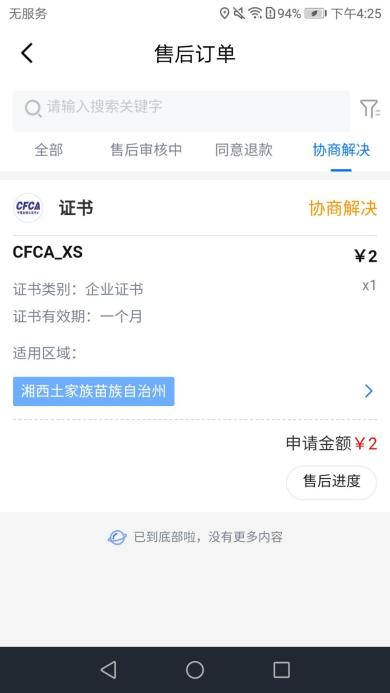 无服务 94% 下午4:25
售后订单
请输入搜索关键字
全部 售后审核中 同意退款 协商解决
CFCA 证书 协商解决
CFCA_XS ¥2
证书类别：企业证书 x1
证书有效期：一个月
适用区域：
湘西土家族苗族自治州
申请金额¥2
售后进度
已到底部啦，没有更多内容